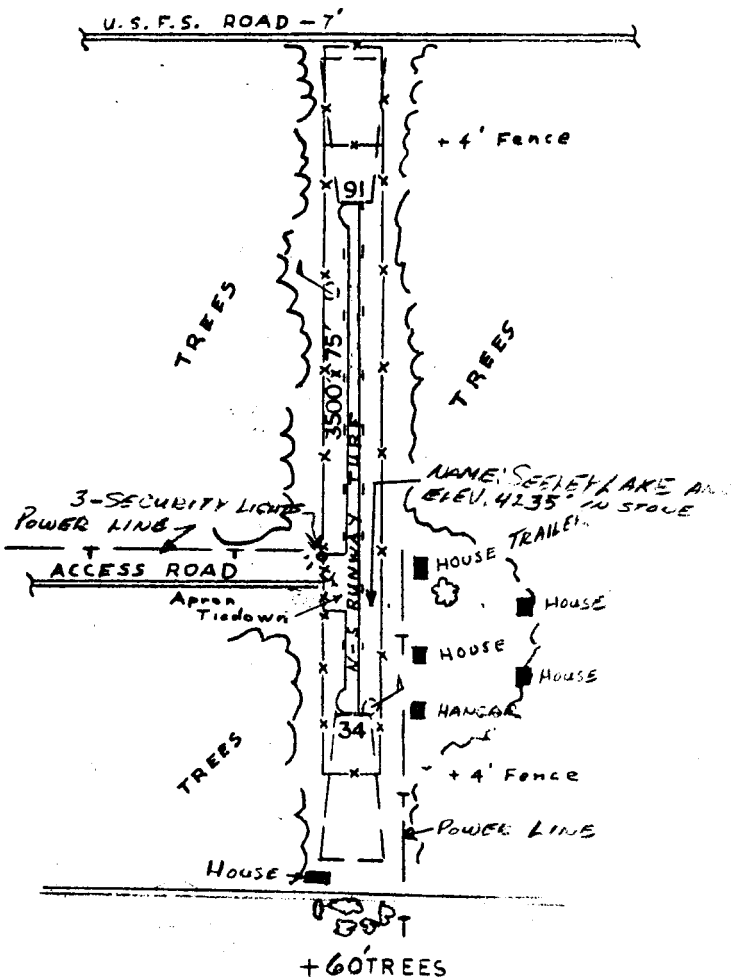 U.S.F.S. ROAD - 7'
+ 4' Fence
16
TREES
TREES
3500' x 75'
N-S RUNWAY TURF
NAME: SEELEY LAKE
ELEV. 4235' IN STONE
3-SECURITY LIGHTS
POWER LINE
ACCESS ROAD
Apron
Tiedown
HOUSE TRAILER
HOUSE
HOUSE
HOUSE
HANGAR
34
TREES
+ 4' Fence
POWER LINE
HOUSE
+60' TREES